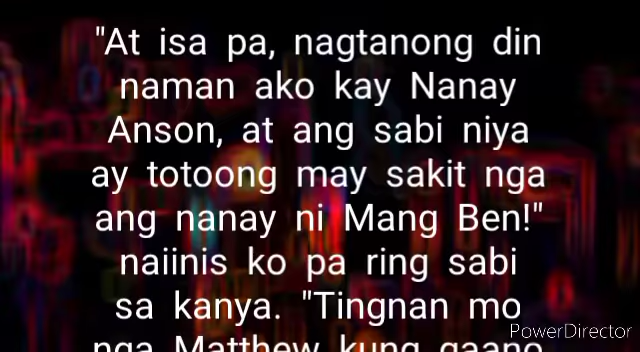 "At isa pa, nagtanong din
naman ako kay Nanay
Anson, at ang sabi niya
ay totoong may sakit nga
ang nanay ni Mang Ben!"
naiinis ko pa ring sabi
sa kanya. "Tingnan mo
nga Matthew kung gaano
PowerDirector